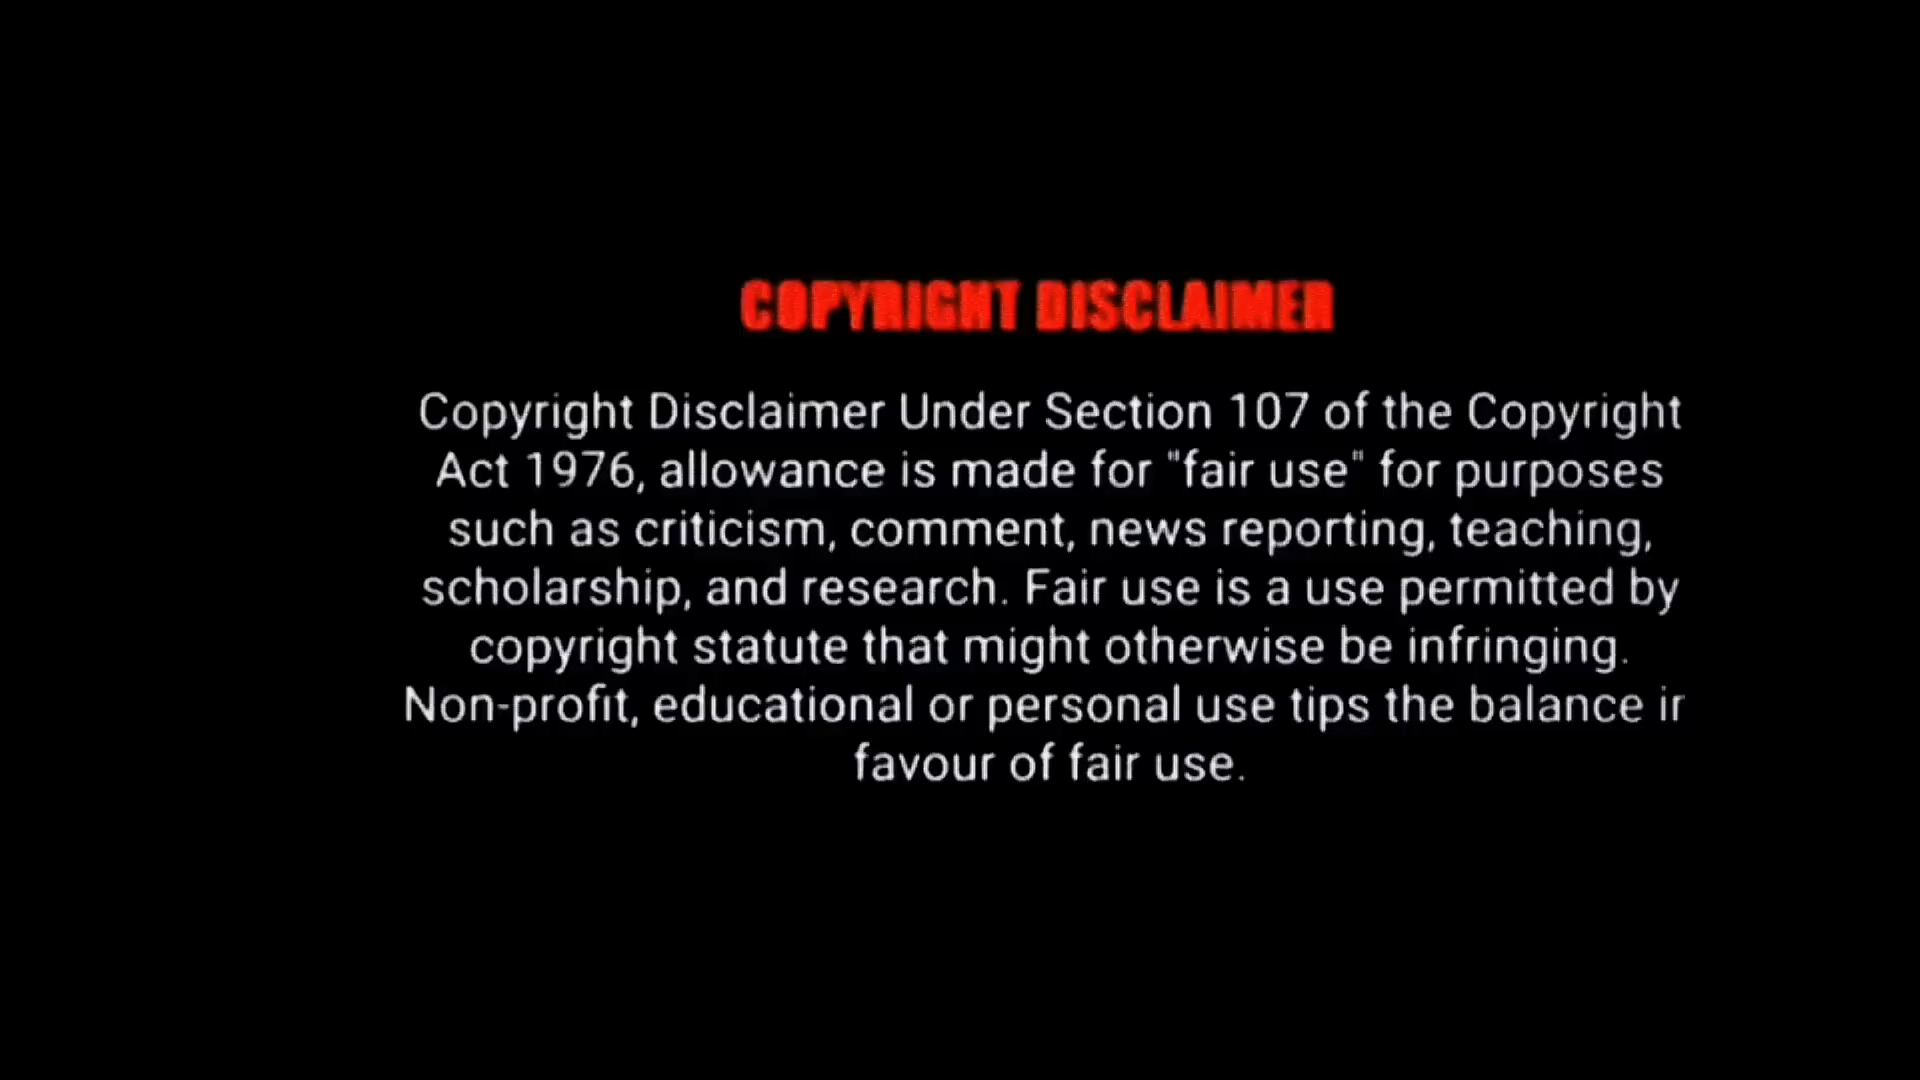 COPYRIGHT DISCLAIMER
Copyright Disclaimer Under Section 107 of the Copyright
Act 1976, allowance is made for "fair use" for purposes
such as criticism, comment, news reporting, teaching,
scholarship, and research. Fair use is a use permitted by
copyright statute that might otherwise be infringing.
Non-profit, educational or personal use tips the balance ir
favour of fair use.